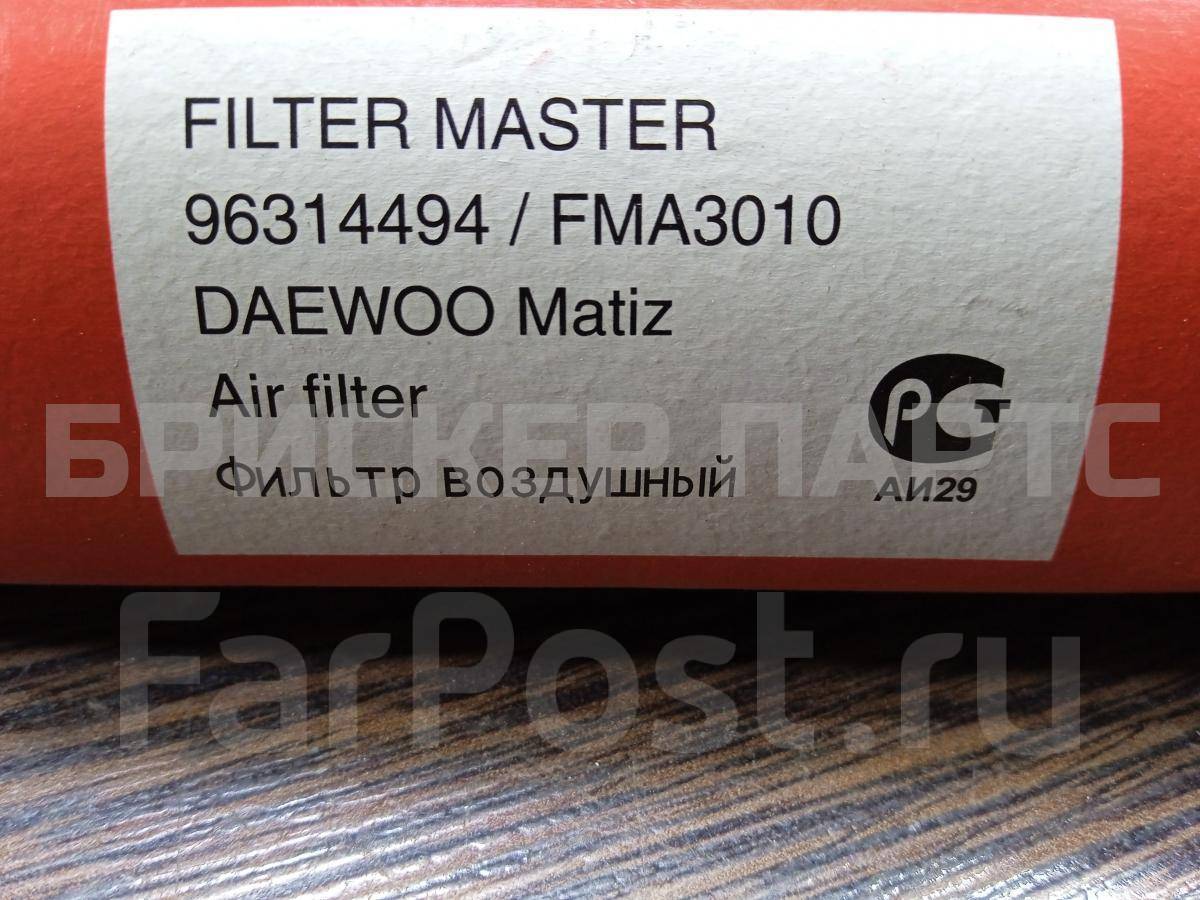 FILTER MASTER
96314494 / FMA3010
DAEWOO Matiz
Air filter
Фильтр воздушный
АИ29
БРИСКЕР ПАРТС
FarPost.ru